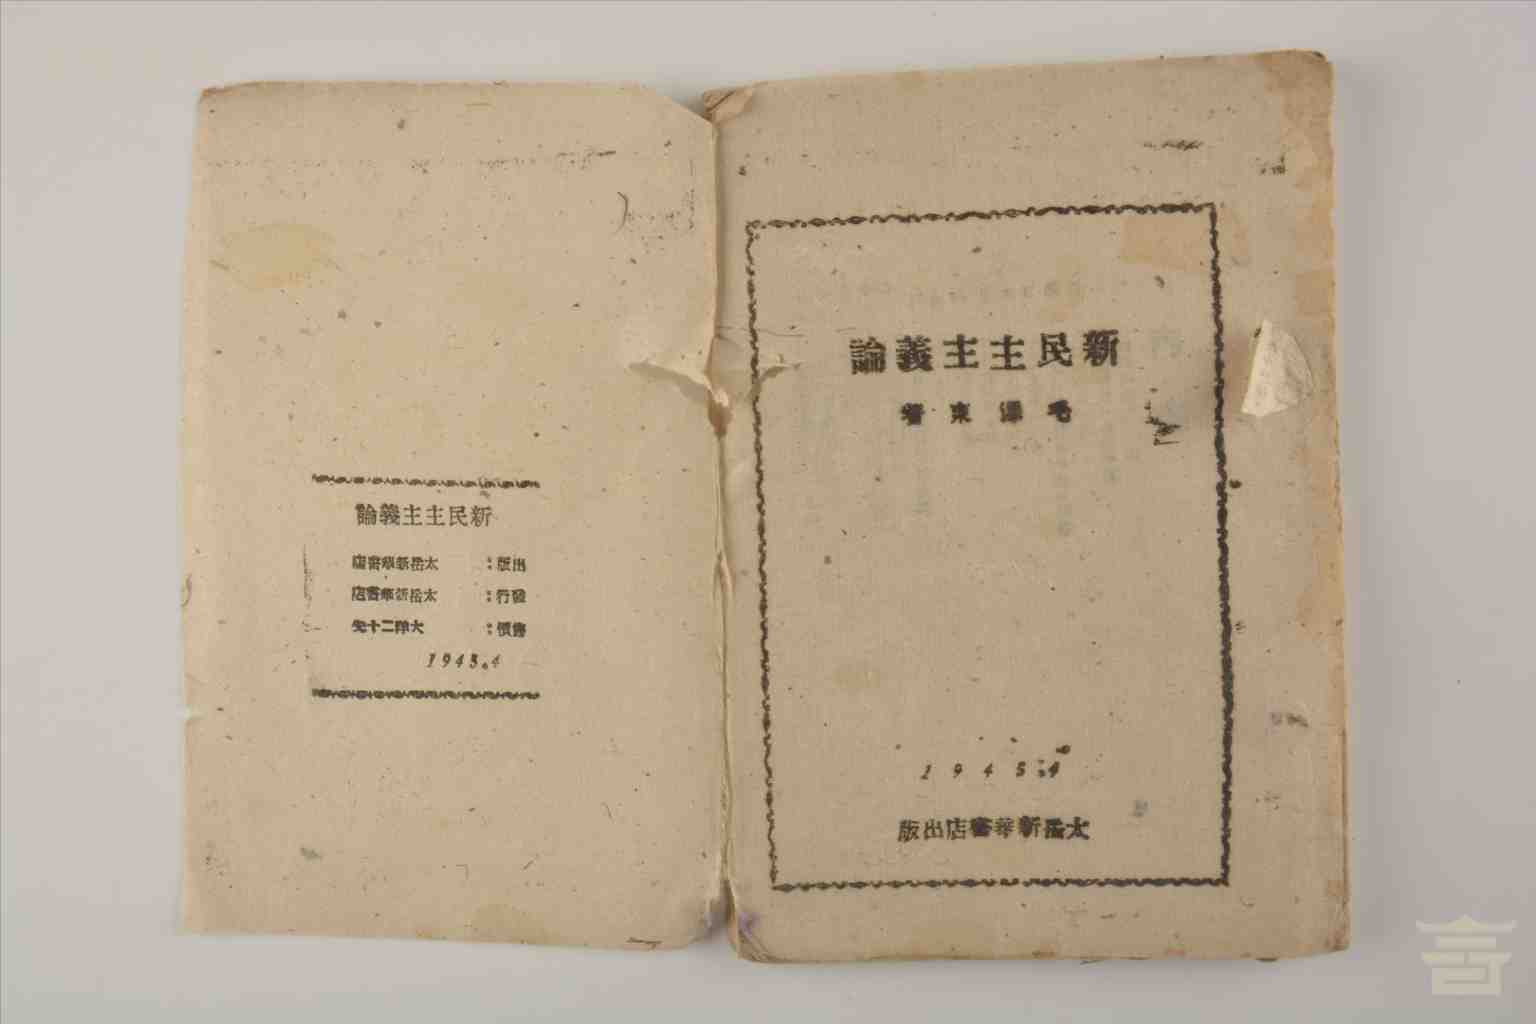 新民主主義論
出版：太岳新華書店
發行：太岳新華書店
售價：大洋二十元
1945.4
新民主主義論
毛澤東著
1945.4
太岳新華書店出版